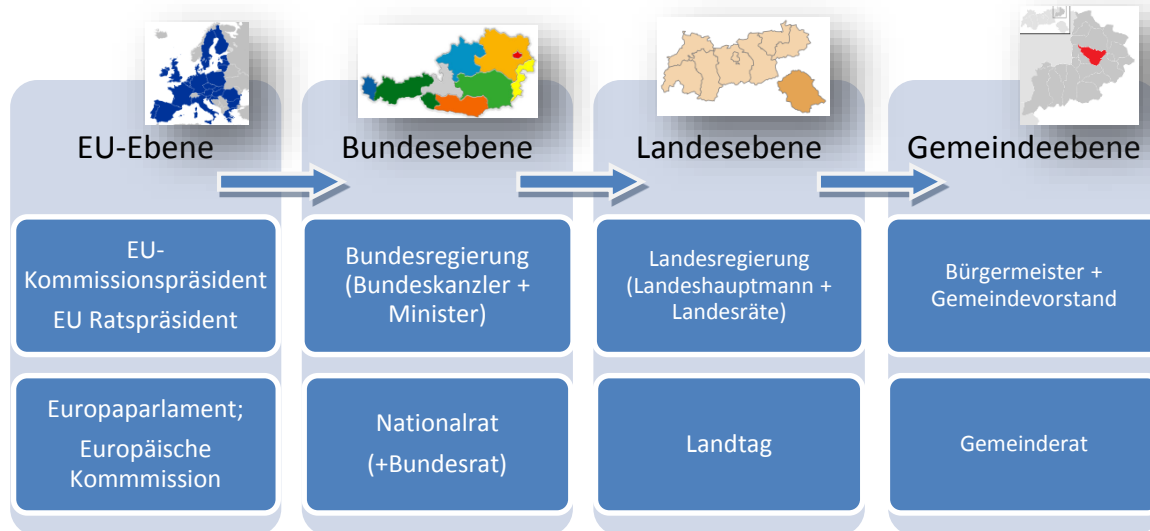 EU-Ebene
Bundesebene
Landesebene
Gemeindeebene
EU-
Kommissionspräsident
EU Ratspräsident
Bundesregierung
(Bundeskanzler +
Minister)
Landesregierung
(Landeshauptmann +
Landesräte)
Bürgermeister +
Gemeindevorstand
Europaparlament;
Europäische
Kommmission
Nationalrat
(+Bundesrat)
Landtag
Gemeinderat